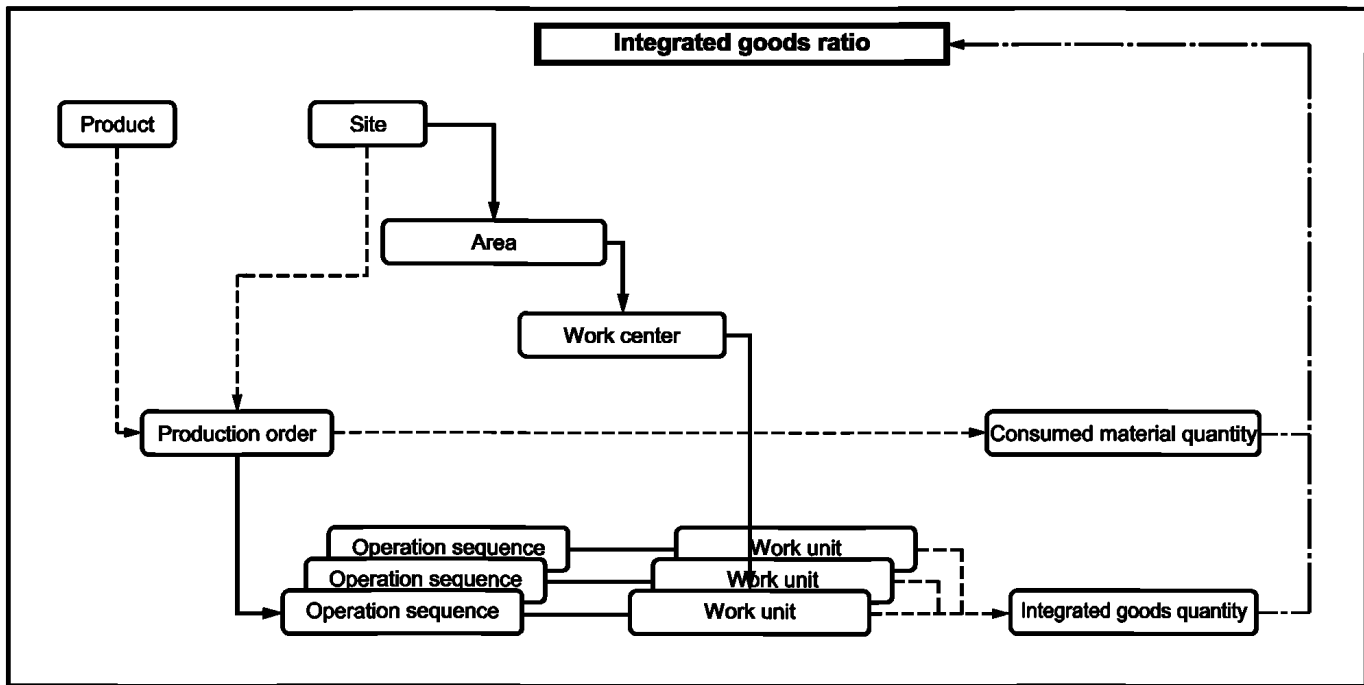 Integrated goods ratio
Product
Site
Area
Work center
Production order
Consumed material quantity
Operation sequence
Work unit
Operation sequence
Work unit
Operation sequence
Work unit
Integrated goods quantity